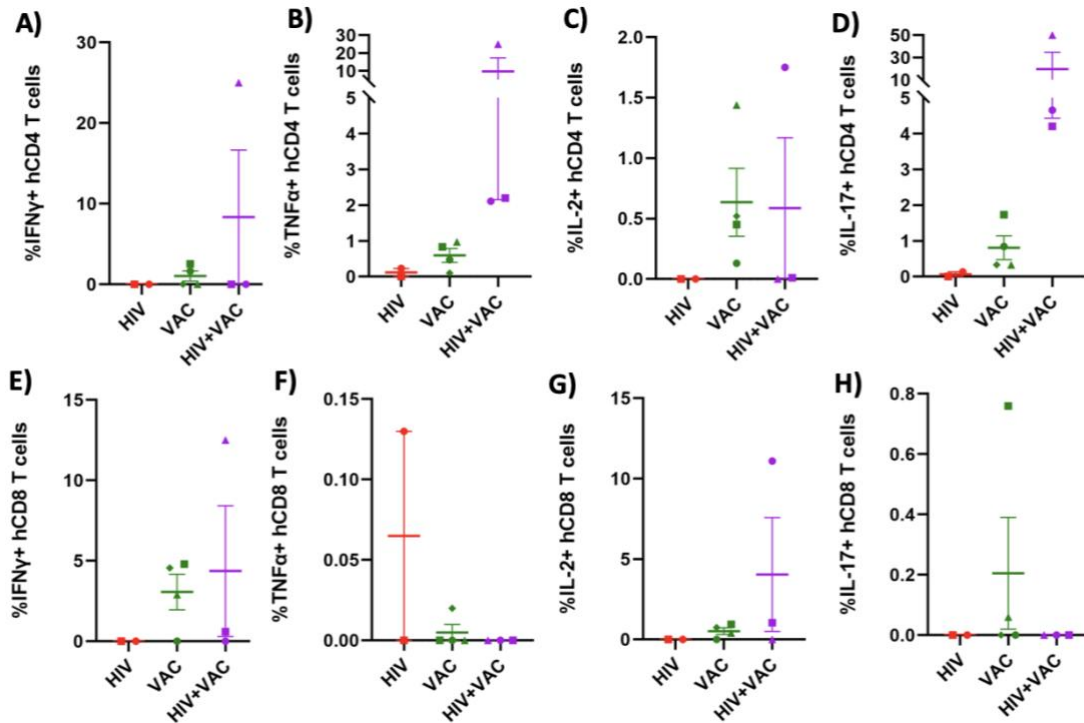 A)
%IFNγ+ hCD4 T cells
30
20
10
0
HIV
VAC
HIV+VAC
B)
%TNFα+ hCD4 T cells
30
20
10
5
4
3
2
1
0
HIV
VAC
HIV+VAC
C)
%IL-2+ hCD4 T cells
2.0
1.5
1.0
0.5
0.0
HIV
VAC
HIV+VAC
D)
%IL-17+ hCD4 T cells
50
30
10
5
4
3
2
1
0
HIV
VAC
HIV+VAC
E)
%IFNγ+ hCD8 T cells
15
10
5
0
HIV
VAC
HIV+VAC
F)
%TNFα+ hCD8 T cells
0.15
0.10
0.05
0.00
HIV
VAC
HIV+VAC
G)
%IL-2+ hCD8 T cells
15
10
5
0
HIV
VAC
HIV+VAC
H)
%IL-17+ hCD8 T cells
0.8
0.6
0.4
0.2
0.0
HIV
VAC
HIV+VAC